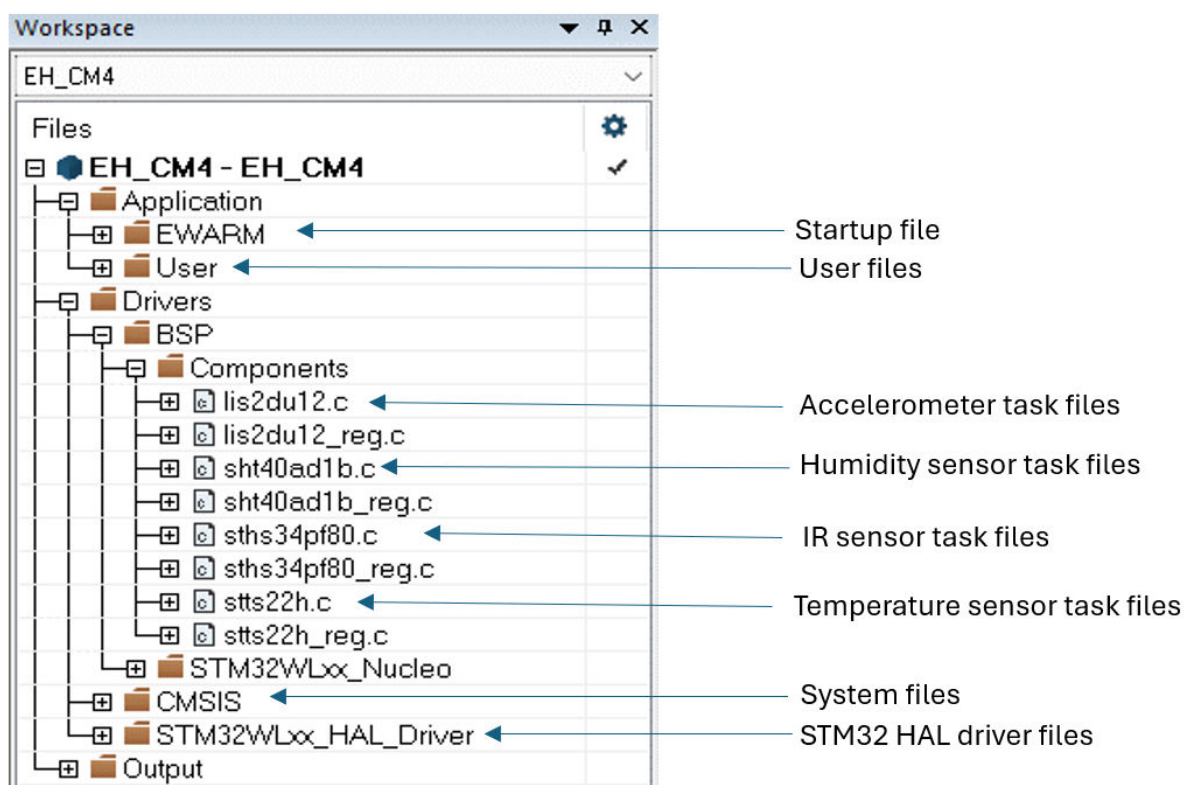 Workspace
EH_CM4
Files
EH_CM4 - EH_CM4
Application
EWARM
Startup file
User
User files
Drivers
BSP
Components
lis2du12.c
Accelerometer task files
lis2du12_reg.c
sht40ad1b.c
Humidity sensor task files
sht40ad1b_reg.c
sths34pf80.c
IR sensor task files
sths34pf80_reg.c
stts22h.c
Temperature sensor task files
stts22h_reg.c
STM32WLxx_Nucleo
CMSIS
System files
STM32WLxx_HAL_Driver
STM32 HAL driver files
Output